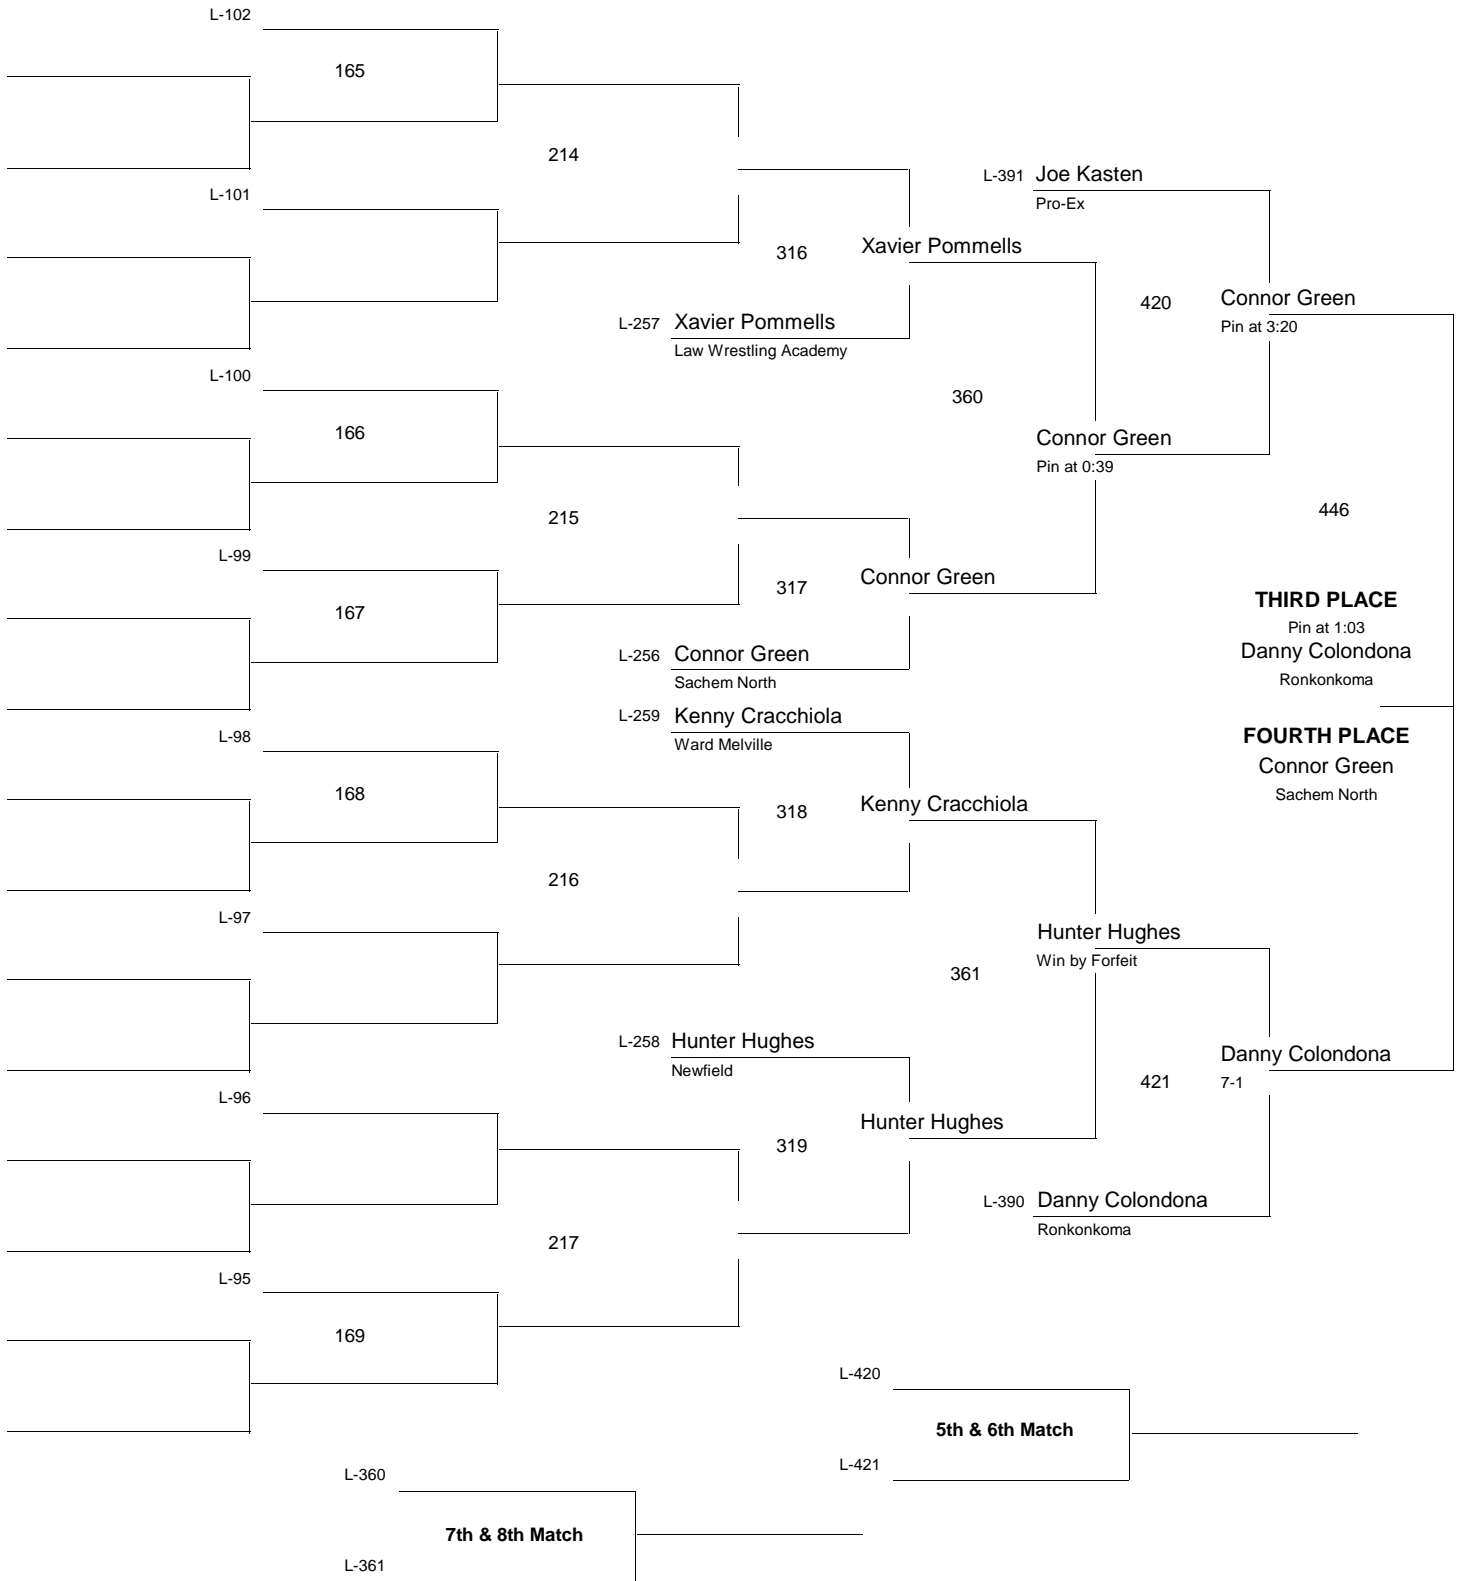 L-102
165
214
L-391 Joe Kasten
Pro-Ex
L-101
316
Xavier Pommells
420
Connor Green
Pin at 3:20
L-257 Xavier Pommells
Law Wrestling Academy
L-100
360
166
Connor Green
Pin at 0:39
446
215
L-99
317
Connor Green
167
THIRD PLACE
Pin at 1:03
Danny Colondona
Ronkonkoma
L-256 Connor Green
Sachem North
L-259 Kenny Cracchiola
Ward Melville
L-98
FOURTH PLACE
Connor Green
Sachem North
168
318
Kenny Cracchiola
216
L-97
Hunter Hughes
Win by Forfeit
361
L-258 Hunter Hughes
Newfield
Danny Colondona
7-1
421
L-96
Hunter Hughes
319
L-390 Danny Colondona
Ronkonkoma
217
L-95
169
L-420
5th & 6th Match
L-421
L-360
7th & 8th Match
L-361